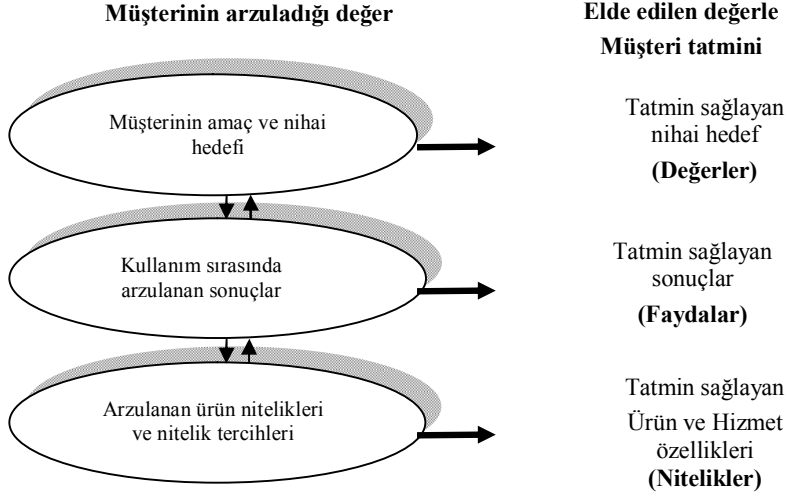 Müşterinin arzuladığı değer
Elde edilen değerle
Müşteri tatmini
Müşterinin amaç ve nihai
hedefi
Tatmin sağlayan
nihai hedef
(Değerler)
Kullanım sırasında
arzulanan sonuçlar
Tatmin sağlayan
sonuçlar
(Faydalar)
Arzulanan ürün nitelikleri
ve nitelik tercihleri
Tatmin sağlayan
Ürün ve Hizmet
özellikleri
(Nitelikler)